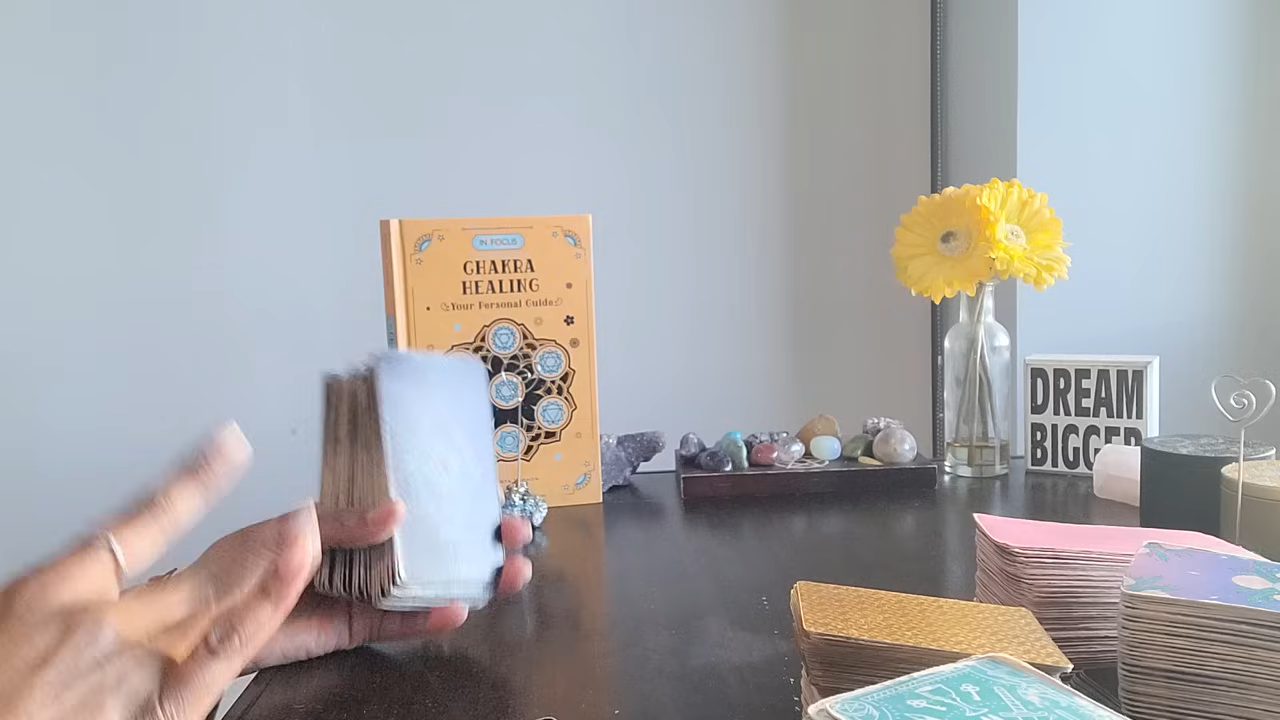 IN FOCUS
CHAKRA
HEALING
Your Personal Guide
DREAM
BIGGER